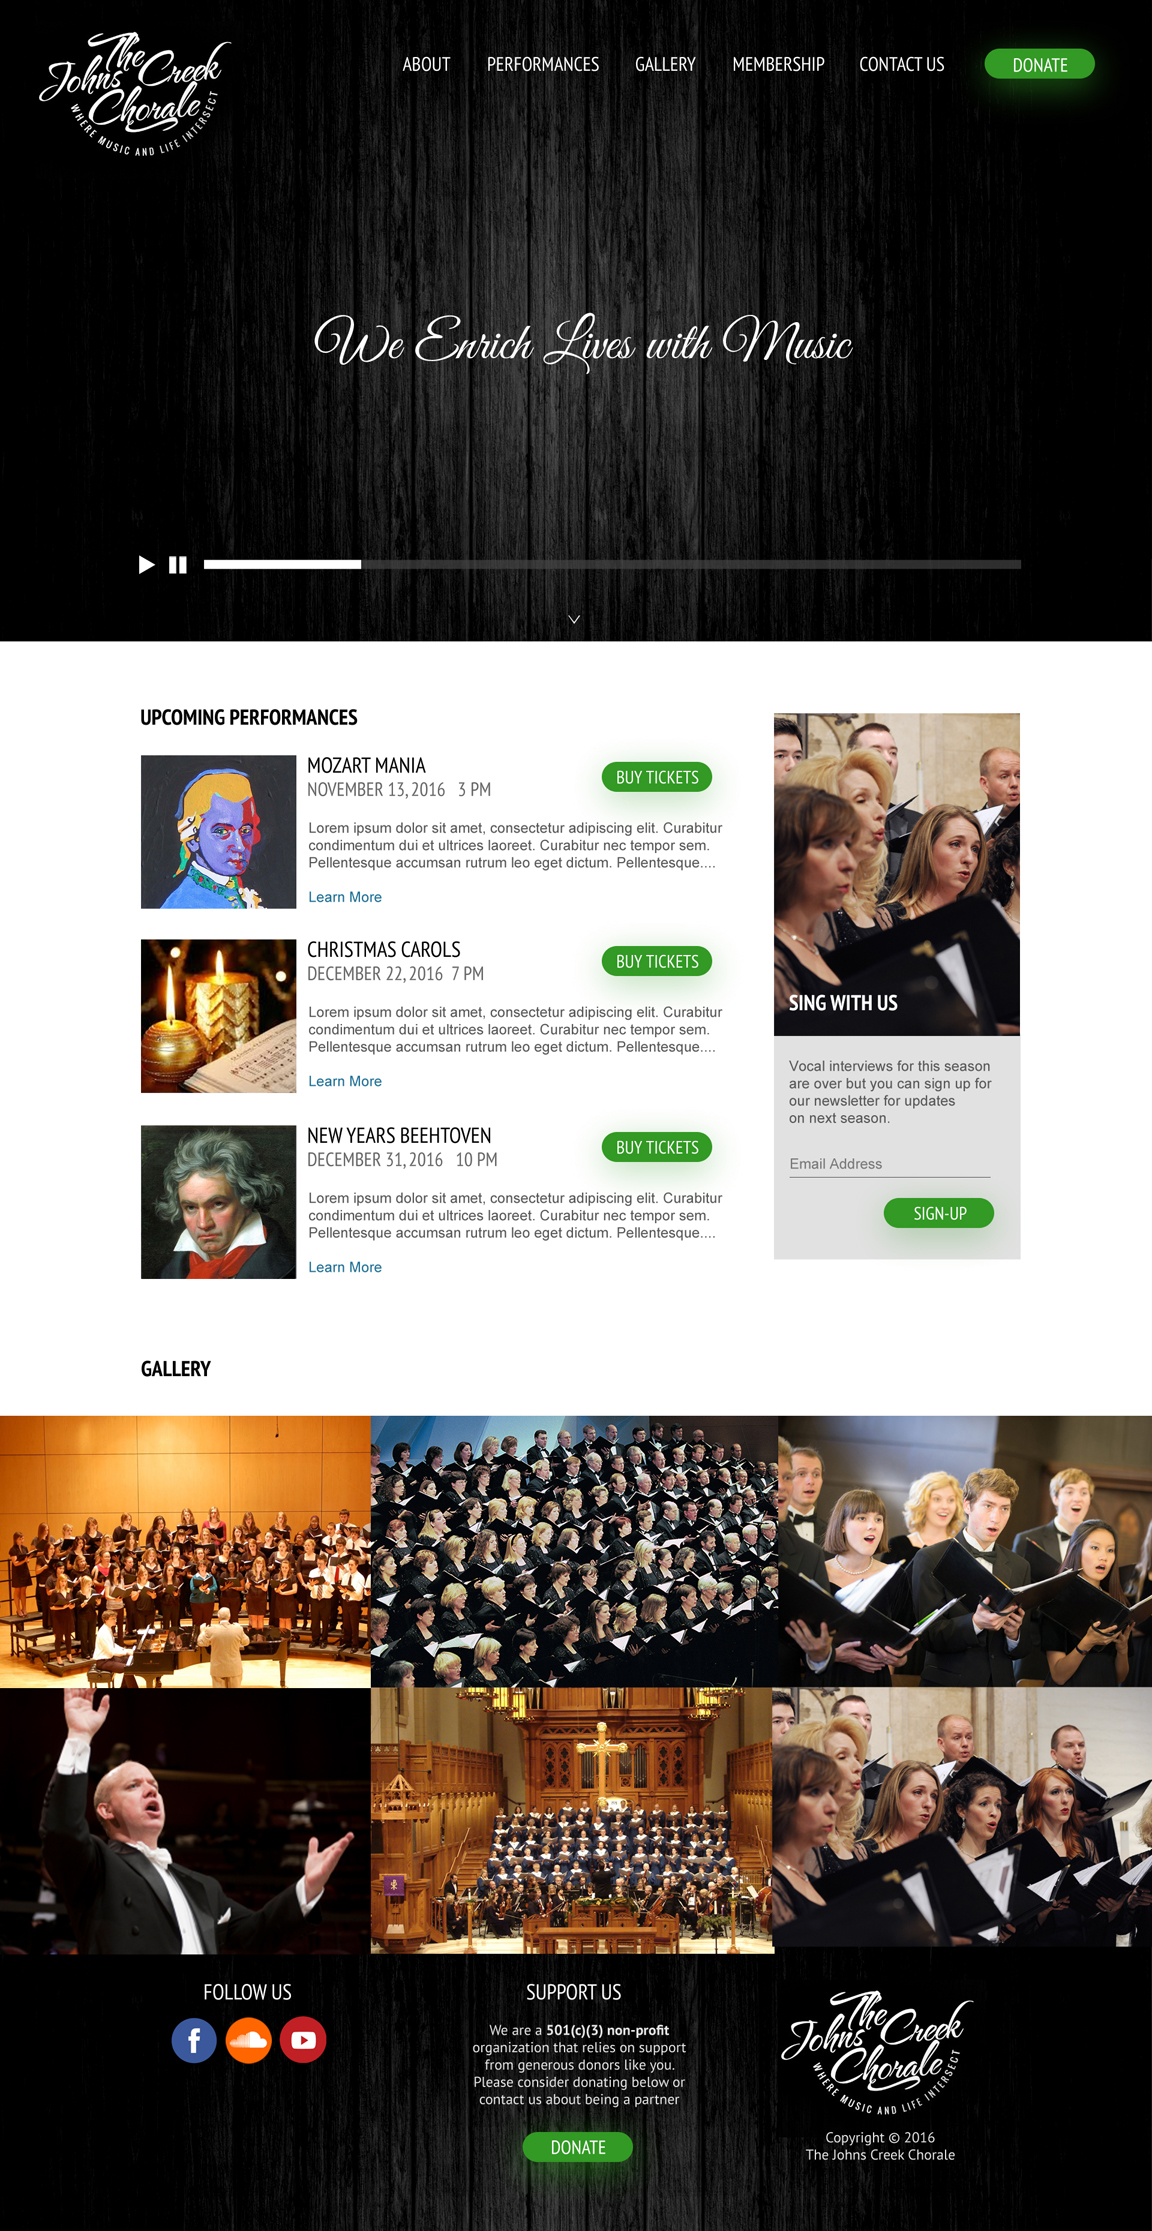 The
Johns Creek
Chorale
WHERE MUSIC AND LIFE INTERSECT
ABOUT PERFORMANCES GALLERY MEMBERSHIP CONTACT US DONATE
We Enrich Lives with Music
UPCOMING PERFORMANCES
MOZART MANIA
NOVEMBER 13, 2016 3 PM
BUY TICKETS
Lorem ipsum dolor sit amet, consectetur adipiscing elit. Curabitur
condimentum dui et ultrices laoreet. Curabitur nec tempor sem.
Pellentesque accumsan rutrum leo eget dictum. Pellentesque....
Learn More
CHRISTMAS CAROLS
DECEMBER 22, 2016 7 PM
BUY TICKETS
Lorem ipsum dolor sit amet, consectetur adipiscing elit. Curabitur
condimentum dui et ultrices laoreet. Curabitur nec tempor sem.
Pellentesque accumsan rutrum leo eget dictum. Pellentesque....
Learn More
NEW YEARS BEEHTOVEN
DECEMBER 31, 2016 10 PM
BUY TICKETS
Lorem ipsum dolor sit amet, consectetur adipiscing elit. Curabitur
condimentum dui et ultrices laoreet. Curabitur nec tempor sem.
Pellentesque accumsan rutrum leo eget dictum. Pellentesque....
Learn More
SING WITH US
Vocal interviews for this season
are over but you can sign up for
our newsletter for updates
on next season.
Email Address
SIGN-UP
GALLERY
FOLLOW US
SUPPORT US
We are a 501(c)(3) non-profit
organization that relies on support
from generous donors like you.
Please consider donating below or
contact us about being a partner
DONATE
The
Johns Creek
Chorale
WHERE MUSIC AND LIFE INTERSECT
Copyright © 2016
The Johns Creek Chorale